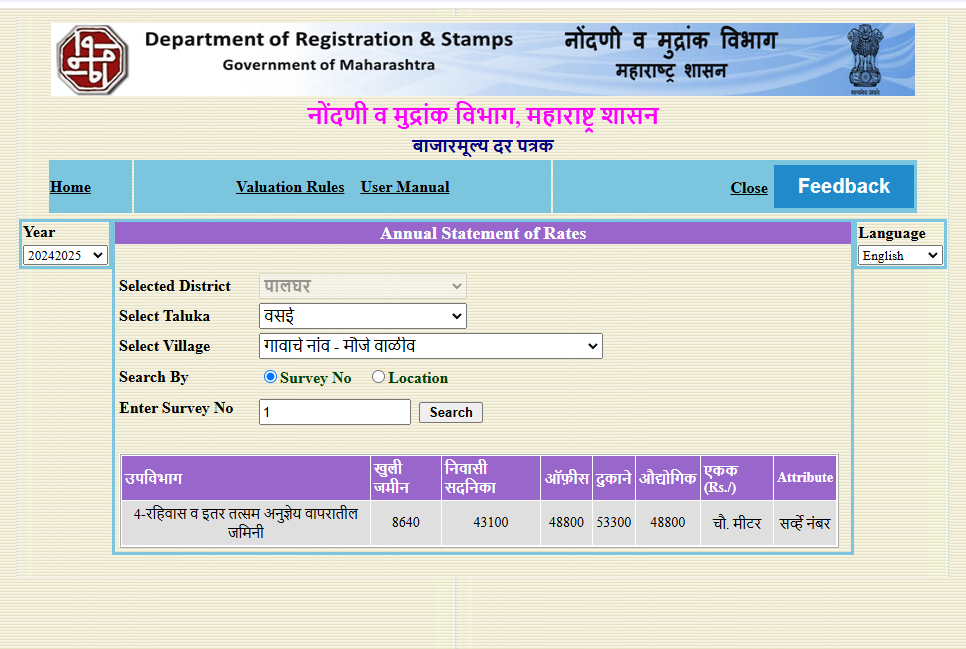 Department of Registration & Stamps
Government of Maharashtra
नोंदणी व मुद्रांक विभाग
महाराष्ट्र शासन
नोंदणी व मुद्रांक विभाग, महाराष्ट्र शासन
बाजारमूल्य दर पत्रक
Home Valuation Rules User Manual Close Feedback
Year
20242025
Annual Statement of Rates
Language
English
Selected District पालघर
Select Taluka वसई
Select Village गावाचे नांव - मौजे वाळीव
Search By Survey No Location
Enter Survey No 1 Search
उपविभाग खुली जमीन निवासी सदनिका ऑफ़ीस दुकाने औद्योगिक एकक (Rs./) Attribute
4-रहिवास व इतर तत्सम अनुज्ञेय वापरातील जमिनी 8640 43100 48800 53300 48800 चौ. मीटर सर्व्हे नंबर